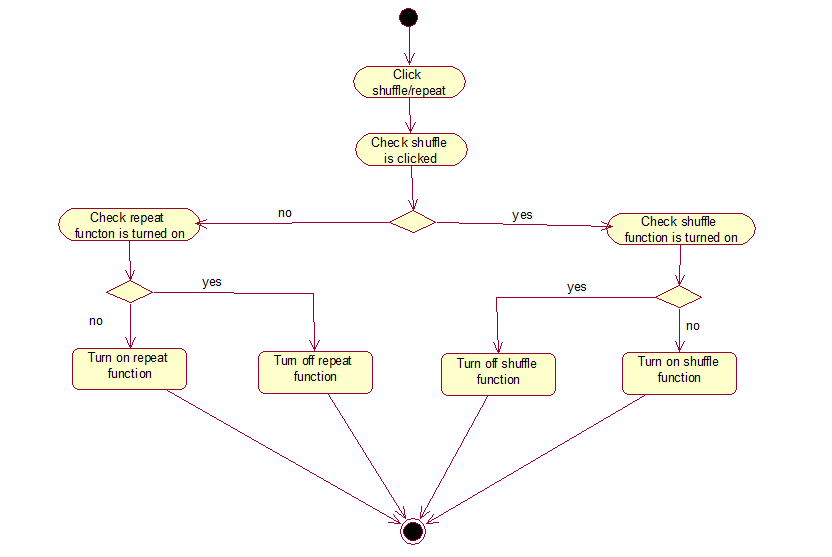 Click
shuffle/repeat
Check shuffle
is clicked
no
yes
Check repeat
functon is turned on
Check shuffle
function is turned on
yes
yes
no
no
Turn on repeat
function
Turn off repeat
function
Turn off shuffle
function
Turn on shuffle
function